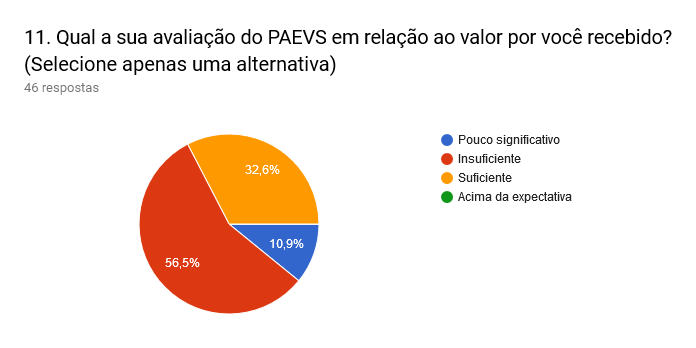 11. Qual a sua avaliação do PAEVS em relação ao valor por você recebido?
(Selecione apenas uma alternativa)
46 respostas
32,6%
10,9%
56,5%
Pouco significativo
Insuficiente
Suficiente
Acima da expectativa